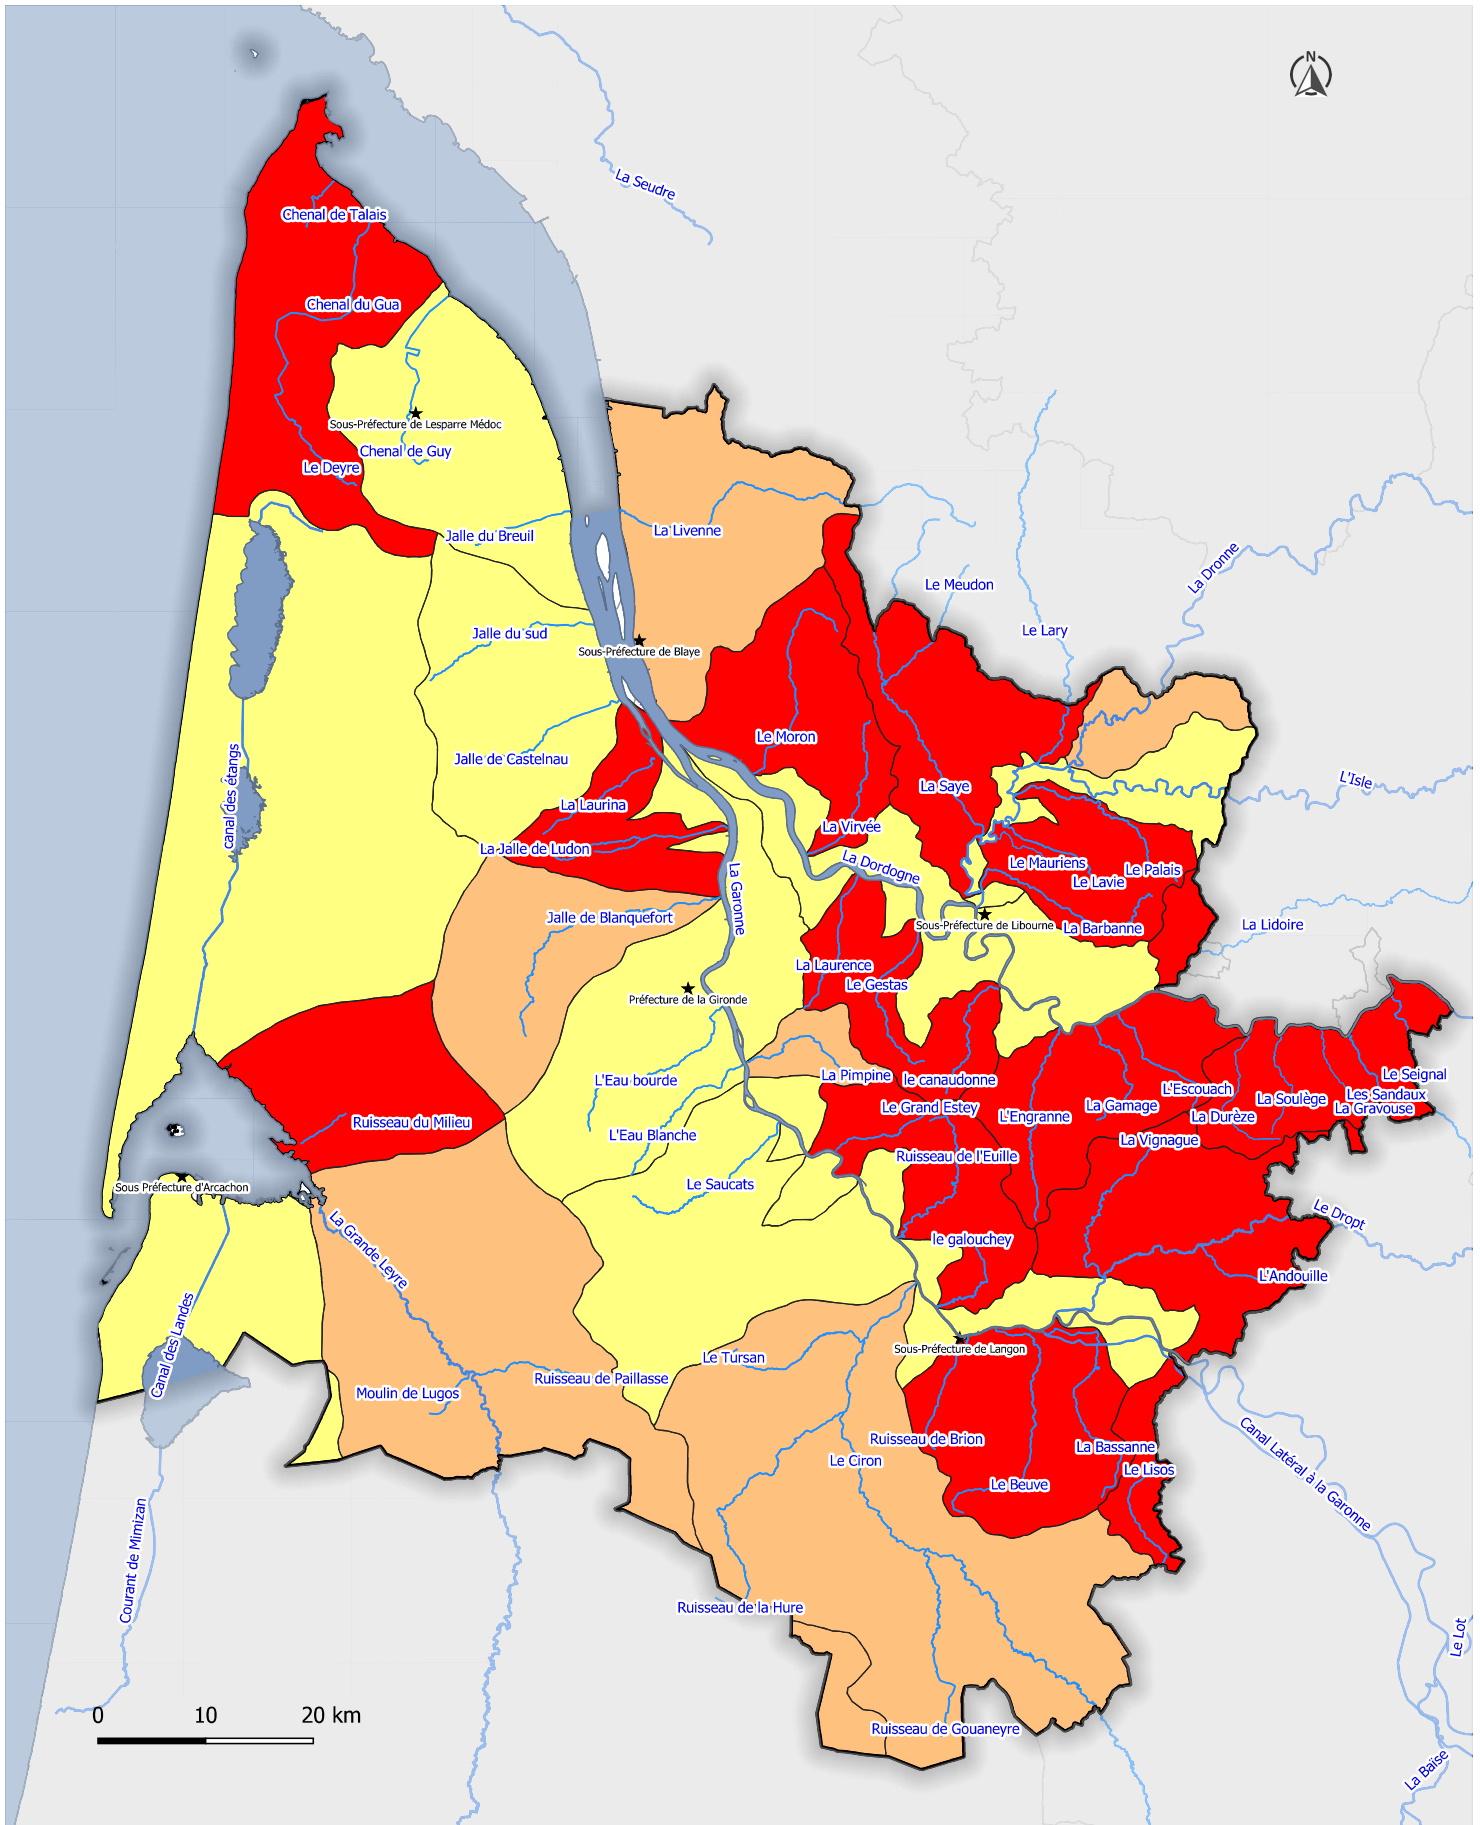 N
La Seudre
Chenal de Talais
Chenal du Gua
Sous-Préfecture de Lesparre Médoc
Chenal de Guy
Le Deyre
Jalle du Breuil
La Livenne
La Dronne
Le Meudon
Le Lary
Jalle du sud
Sous-Préfecture de Blaye
Le Moron
Jalle de Castelnau
L'Isle
canal des étangs
La Saye
La Laurina
La Virvée
La Jalle de Ludon
La Dordogne
Le Mauriens
Le Palais
Le Lavie
La Garonne
Jalle de Blanquefort
Sous-Préfecture de Libourne
La Barbanne
La Lidoire
La Laurence
Le Gestas
Préfecture de la Gironde
L'Eau bourde
La Pimpine
le canaudonne
L'Escouach
Le Seignal
Les Sandaux
La Soulège
La Gravouse
Le Grand Estey
L'Engranne
La Gamage
La Durèze
Ruisseau du Milieu
L'Eau Blanche
La Vignague
Ruisseau de l'Euille
Sous Préfecture d'Arcachon
Le Saucats
Le Dropt
La Grande Leyre
le galouchey
L'Andouille
Canal des Landes
Sous-Préfecture de Langon
Le Tursan
Ruisseau de Paillasse
Moulin de Lugos
Ruisseau de Brion
La Bassanne
Le Ciron
Le Lisos
Le Beuve
Canal Latéral à la Garonne
Courant de Mimizan
Ruisseau de la Hure
Le Lot
0 10 20 km
Ruisseau de Gouaneyre
La Baïse